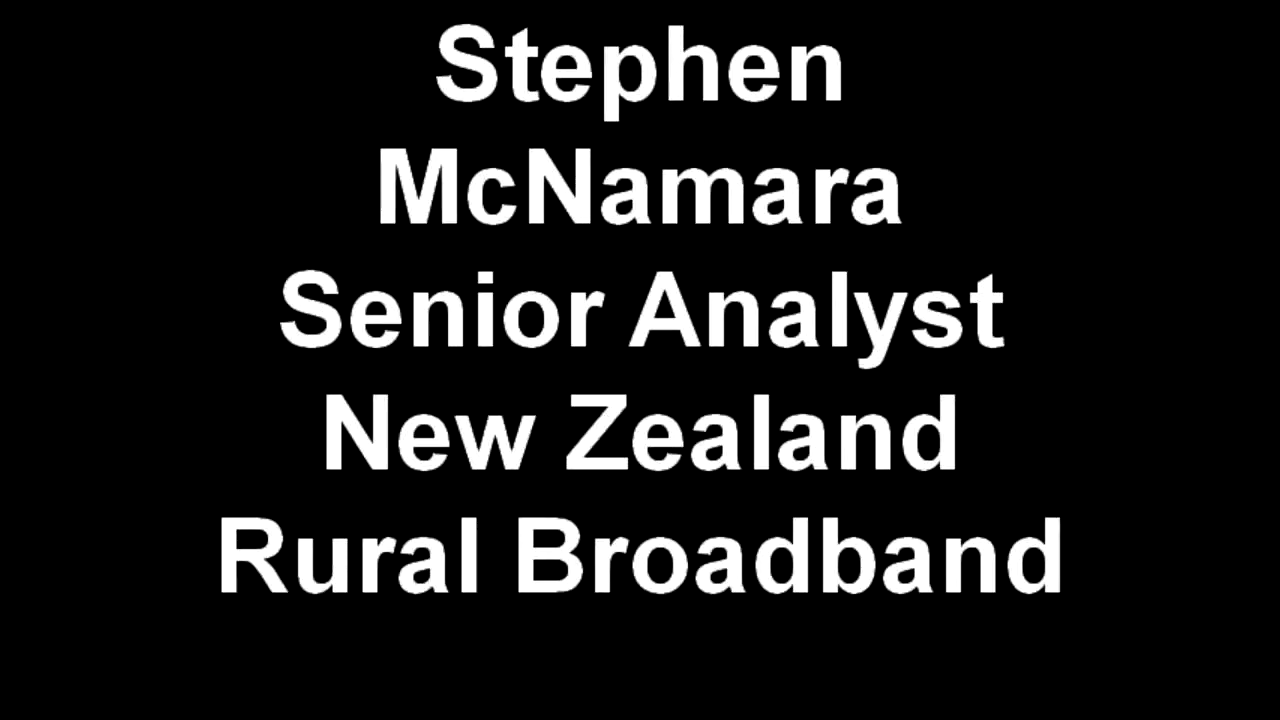 Stephen
McNamara
Senior Analyst
New Zealand
Rural Broadband